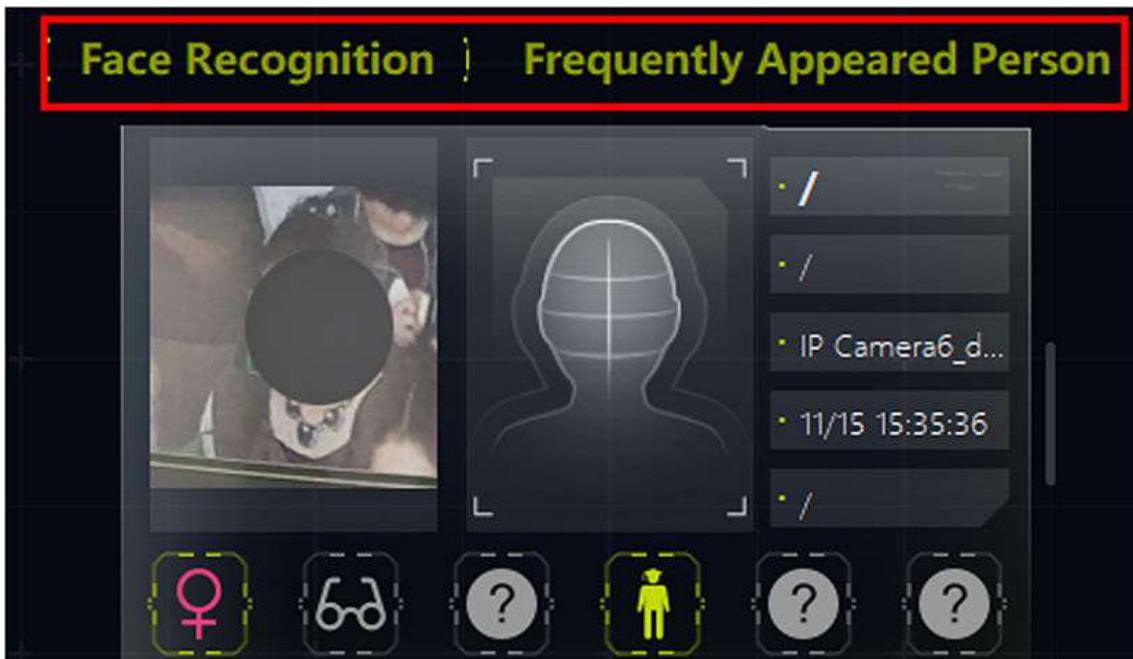 Face Recognition Frequently Appeared Person
/
/
IP Camera6_d...
11/15 15:35:36
/
? ? ?